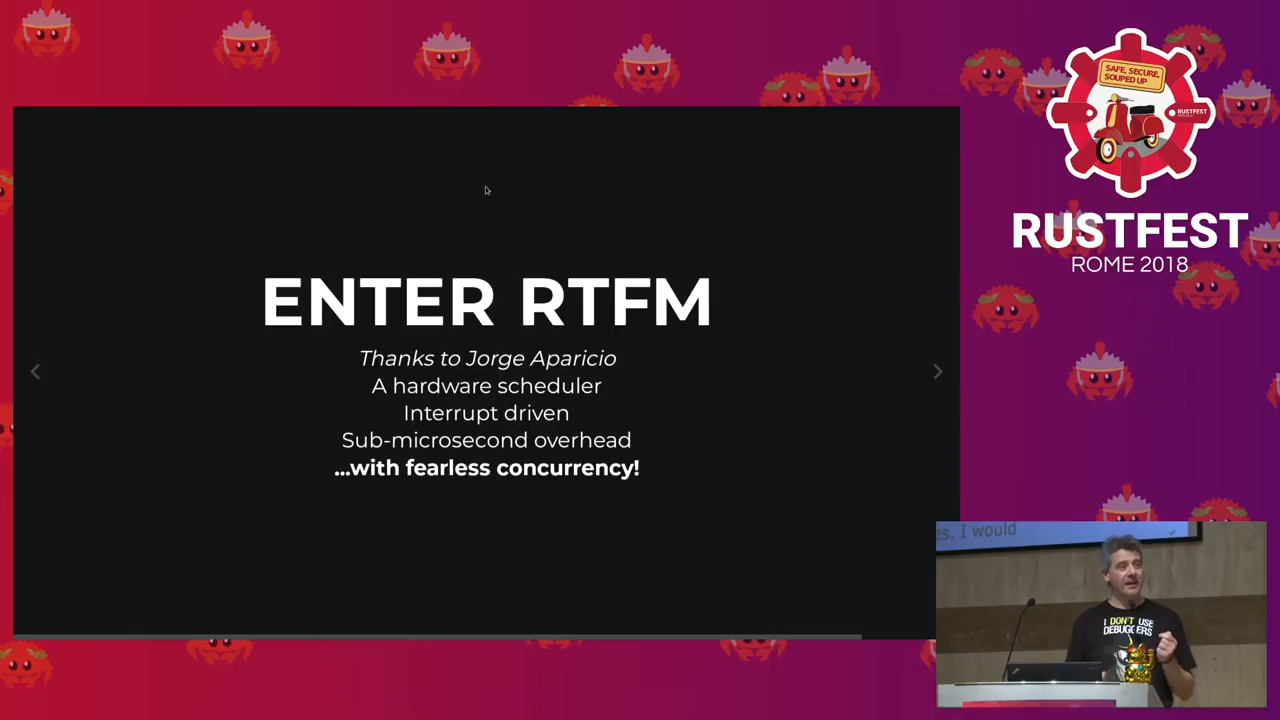 ENTER RTFM
Thanks to Jorge Aparicio
A hardware scheduler
Interrupt driven
Sub-microsecond overhead
...with fearless concurrency!
SAFE, SECURE,
SOUPED UP
RUSTFEST
RUSTFEST
ROME 2018
es. I would
I DON'T USE
DEBUGGERS